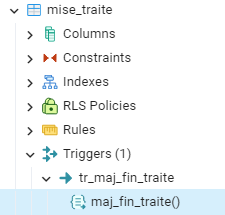 mise_traite
Columns
Constraints
Indexes
RLS Policies
Rules
Triggers (1)
tr_maj_fin_traite
maj_fin_traite()